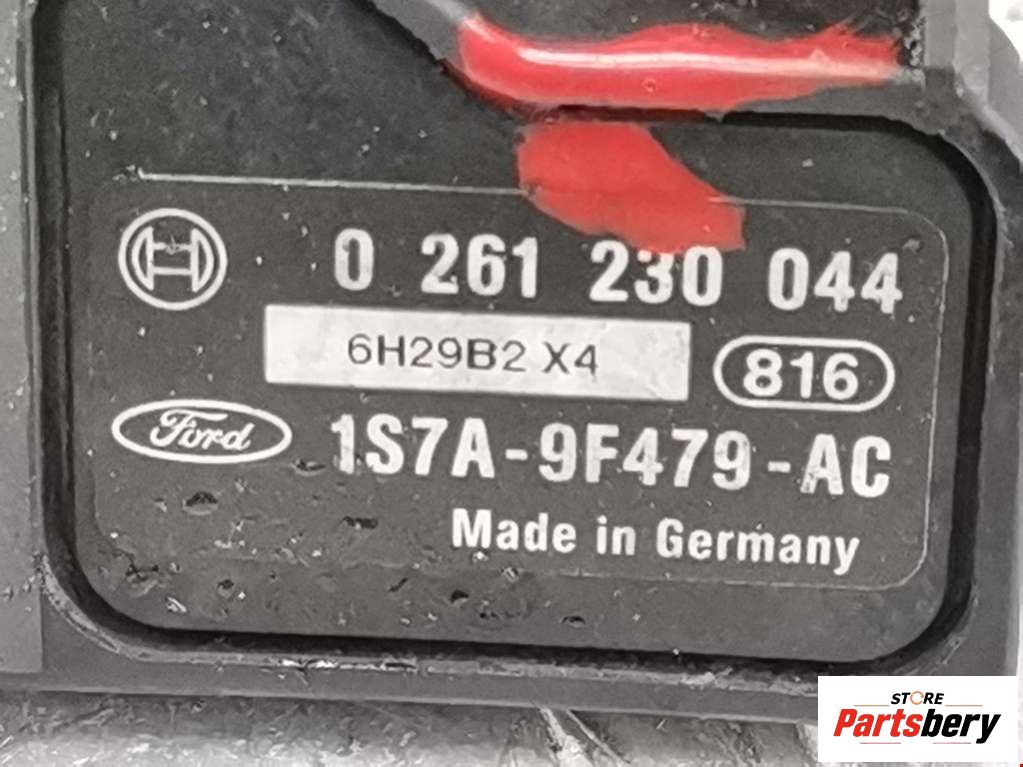 0 261 230 044
6H29B2 X4
816
Ford
1S7A-9F479-AC
Made in Germany
STORE
Partsbery